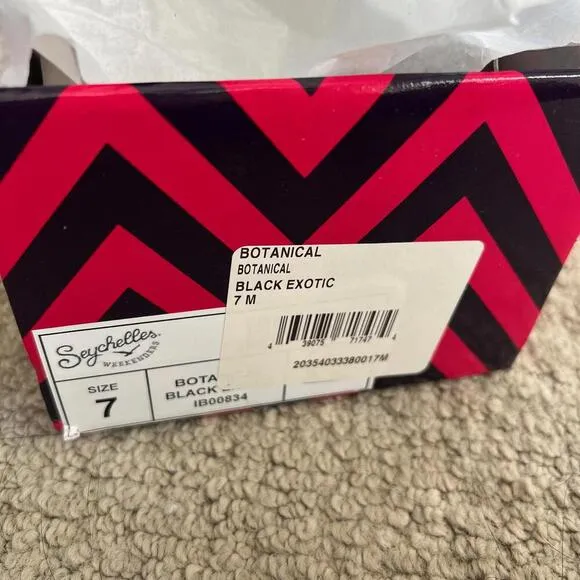 BOTANICAL
BOTANICAL
BLACK EXOTIC
7 M
4 39075 71747 4
20354033380017M
Seychelles
WEEKENDERS
SIZE
7
BOTA
BLACK
IB00834